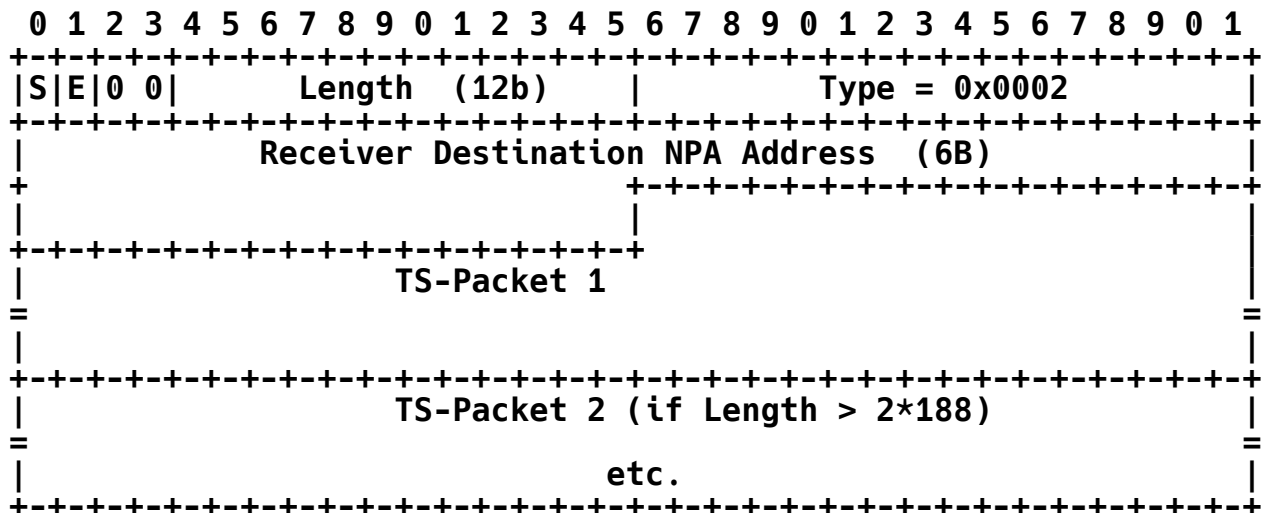 0 1 2 3 4 5 6 7 8 9 0 1 2 3 4 5 6 7 8 9 0 1 2 3 4 5 6 7 8 9 0 1
+-+-+-+-+-+-+-+-+-+-+-+-+-+-+-+-+-+-+-+-+-+-+-+-+-+-+-+-+-+-+-+-+
|S|E|0 0|      Length  (12b)    |         Type = 0x0002         |
+-+-+-+-+-+-+-+-+-+-+-+-+-+-+-+-+-+-+-+-+-+-+-+-+-+-+-+-+-+-+-+-+
|            Receiver Destination NPA Address  (6B)             |
+                               +-+-+-+-+-+-+-+-+-+-+-+-+-+-+-+-+
|                               |                               |
+-+-+-+-+-+-+-+-+-+-+-+-+-+-+-+-+                               |
|                   TS-Packet 1                                 |
=                                                               =
|                                                               |
+-+-+-+-+-+-+-+-+-+-+-+-+-+-+-+-+-+-+-+-+-+-+-+-+-+-+-+-+-+-+-+-+
|                   TS-Packet 2 (if Length > 2*188)             |
=                                                               =
|                              etc.                             |
+-+-+-+-+-+-+-+-+-+-+-+-+-+-+-+-+-+-+-+-+-+-+-+-+-+-+-+-+-+-+-+-+